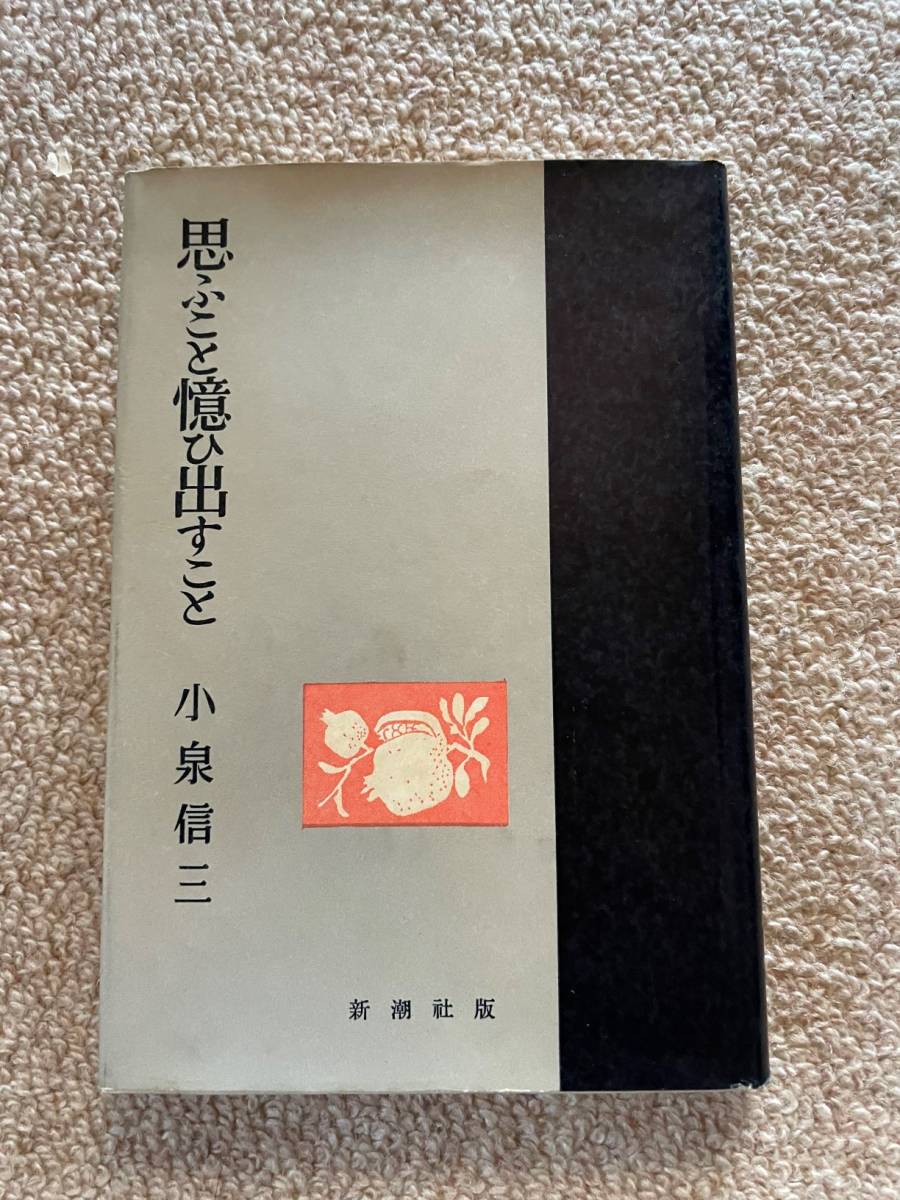 思ふこと憶ひ出すこと 小泉信三
新潮社版